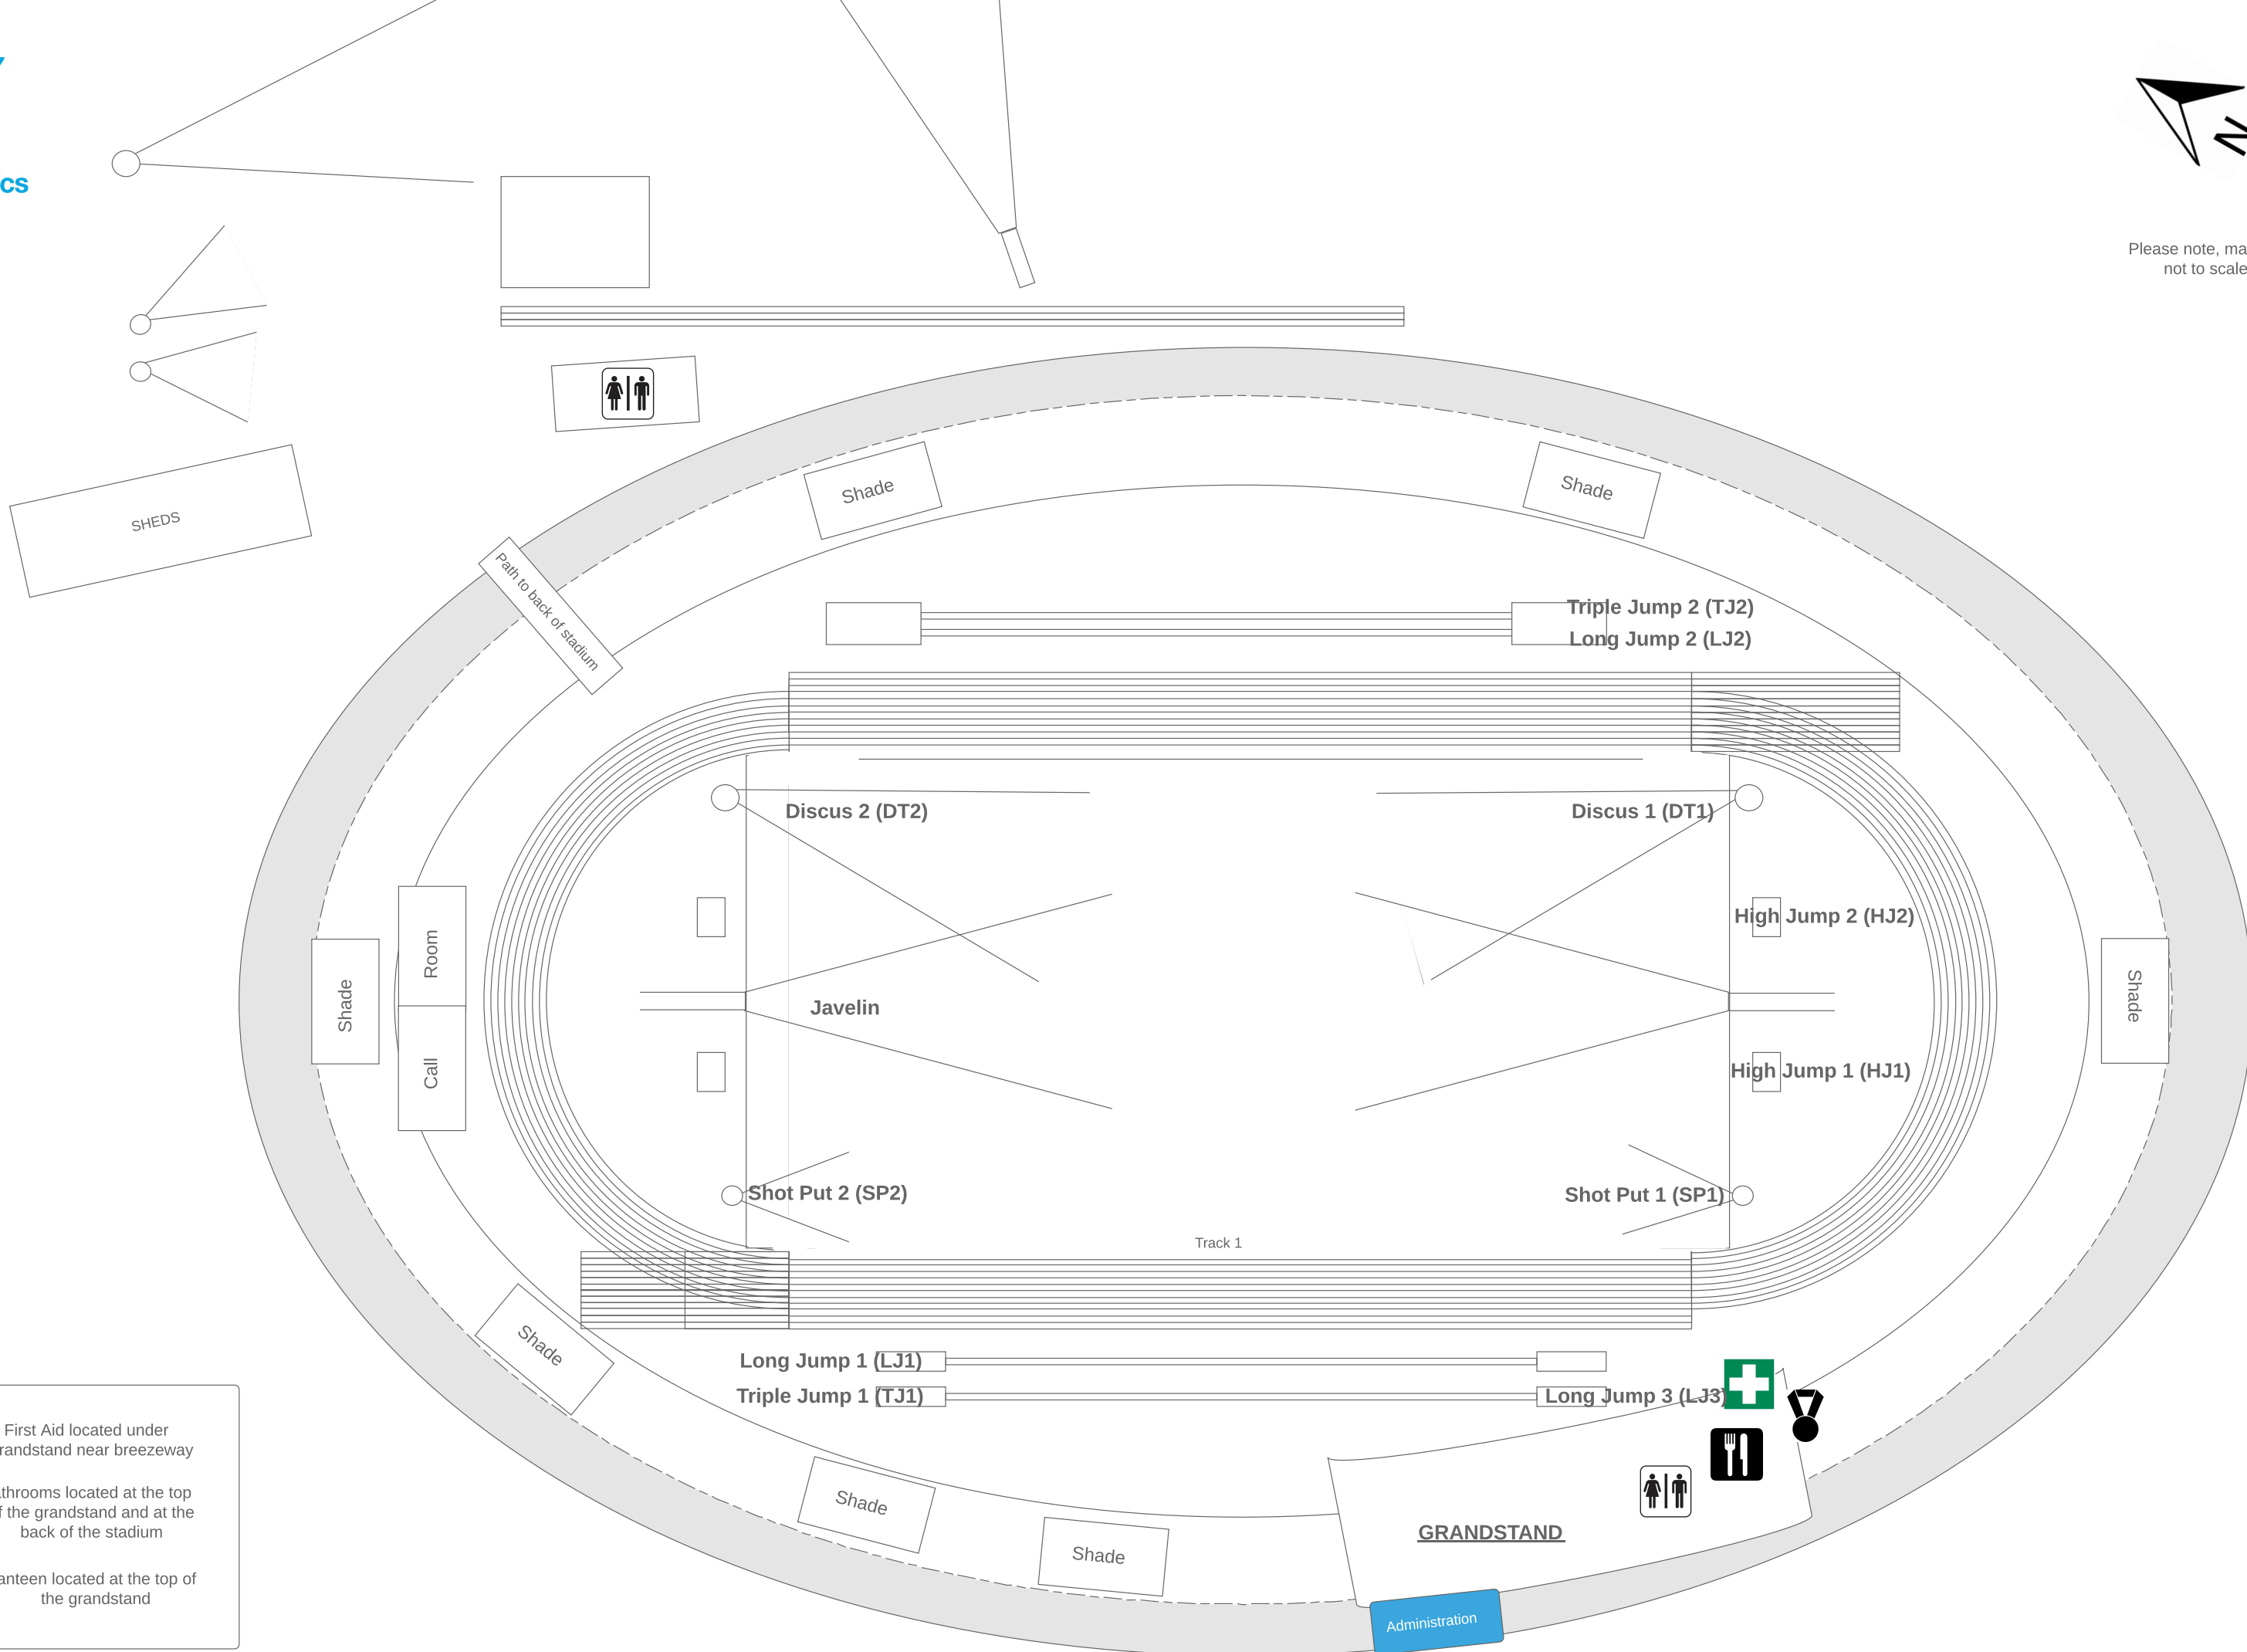 cs
N
Please note, ma
not to scale
SHEDS
Path to back of stadium
Shade
Shade
Triple Jump 2 (TJ2)
Long Jump 2 (LJ2)
Discus 2 (DT2)
Discus 1 (DT1)
High Jump 2 (HJ2)
Room
Call
Shade
Javelin
Shade
High Jump 1 (HJ1)
Shot Put 2 (SP2)
Shot Put 1 (SP1)
Track 1
Shade
Long Jump 1 (LJ1)
Triple Jump 1 (TJ1)
Long Jump 3 (LJ3)
Shade
Shade
GRANDSTAND
Administration
First Aid located under
randstand near breezeway
throoms located at the top
f the grandstand and at the
back of the stadium
anteen located at the top of
the grandstand